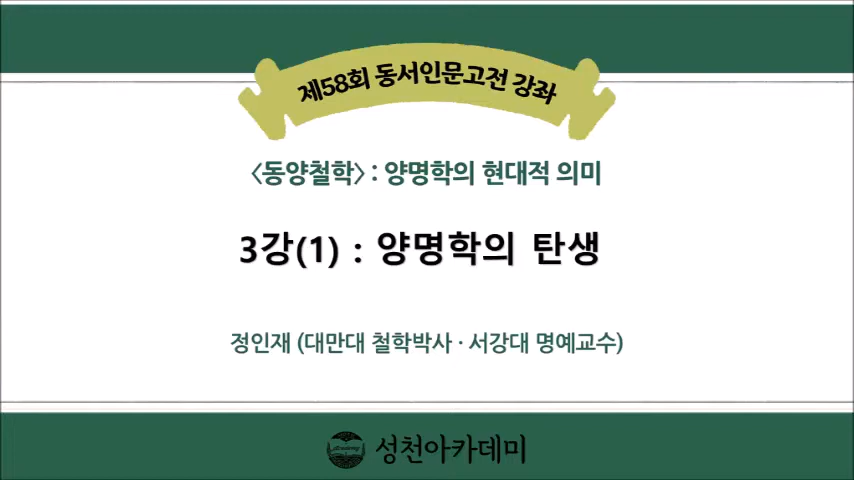 제58회 동서인문고전 강좌
〈동양철학〉 : 양명학의 현대적 의미
3강(1) : 양명학의 탄생
정인재 (대만대 철학박사 · 서강대 명예교수)
성천아카데미